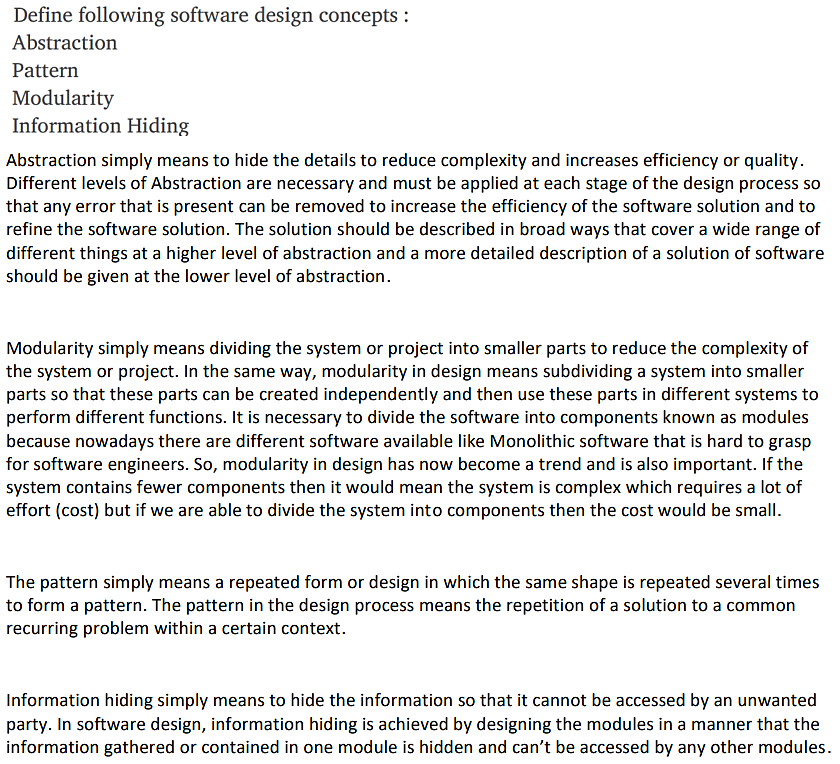 Define following software design concepts :
Abstraction
Pattern
Modularity
Information Hiding
Abstraction simply means to hide the details to reduce complexity and increases efficiency or quality.
Different levels of Abstraction are necessary and must be applied at each stage of the design process so
that any error that is present can be removed to increase the efficiency of the software solution and to
refine the software solution. The solution should be described in broad ways that cover a wide range of
different things at a higher level of abstraction and a more detailed description of a solution of software
should be given at the lower level of abstraction.
Modularity simply means dividing the system or project into smaller parts to reduce the complexity of
the system or project. In the same way, modularity in design means subdividing a system into smaller
parts so that these parts can be created independently and then use these parts in different systems to
perform different functions. It is necessary to divide the software into components known as modules
because nowadays there are different software available like Monolithic software that is hard to grasp
for software engineers. So, modularity in design has now become a trend and is also important. If the
system contains fewer components then it would mean the system is complex which requires a lot of
effort (cost) but if we are able to divide the system into components then the cost would be small.
The pattern simply means a repeated form or design in which the same shape is repeated several times
to form a pattern. The pattern in the design process means the repetition of a solution to a common
recurring problem within a certain context.
Information hiding simply means to hide the information so that it cannot be accessed by an unwanted
party. In software design, information hiding is achieved by designing the modules in a manner that the
information gathered or contained in one module is hidden and can’t be accessed by any other modules.